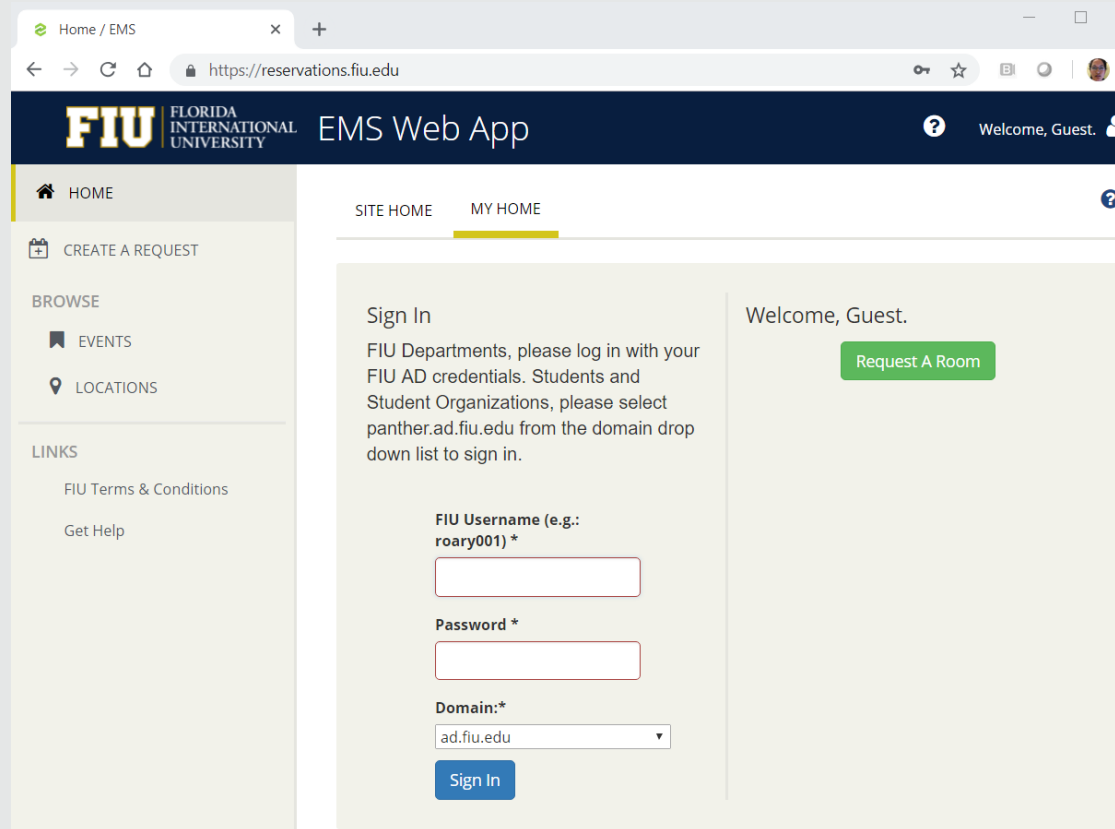 Home / EMS
https://reservations.fiu.edu
FIU
FLORIDA
INTERNATIONAL
UNIVERSITY
EMS Web App
?
Welcome, Guest.
HOME
CREATE A REQUEST
BROWSE
EVENTS
LOCATIONS
LINKS
FIU Terms & Conditions
Get Help
SITE HOME
MY HOME
?
Sign In
FIU Departments, please log in with your
FIU AD credentials. Students and
Student Organizations, please select
panther.ad.fiu.edu from the domain drop
down list to sign in.
FIU Username (e.g.:
roary001) *
Password *
Domain:*
ad.fiu.edu
Sign In
Welcome, Guest.
Request A Room